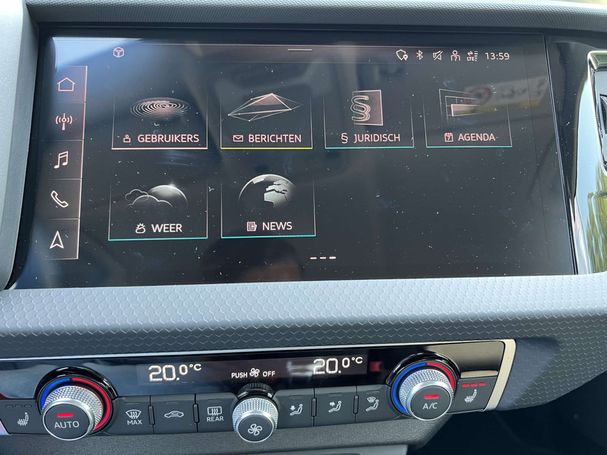 13:59
GEBRUIKERS
BERICHTEN
§ JURIDISCH
AGENDA
WEER
NEWS
20.0°C
PUSH OFF
20.0°C
AUTO
MAX
REAR
A/C